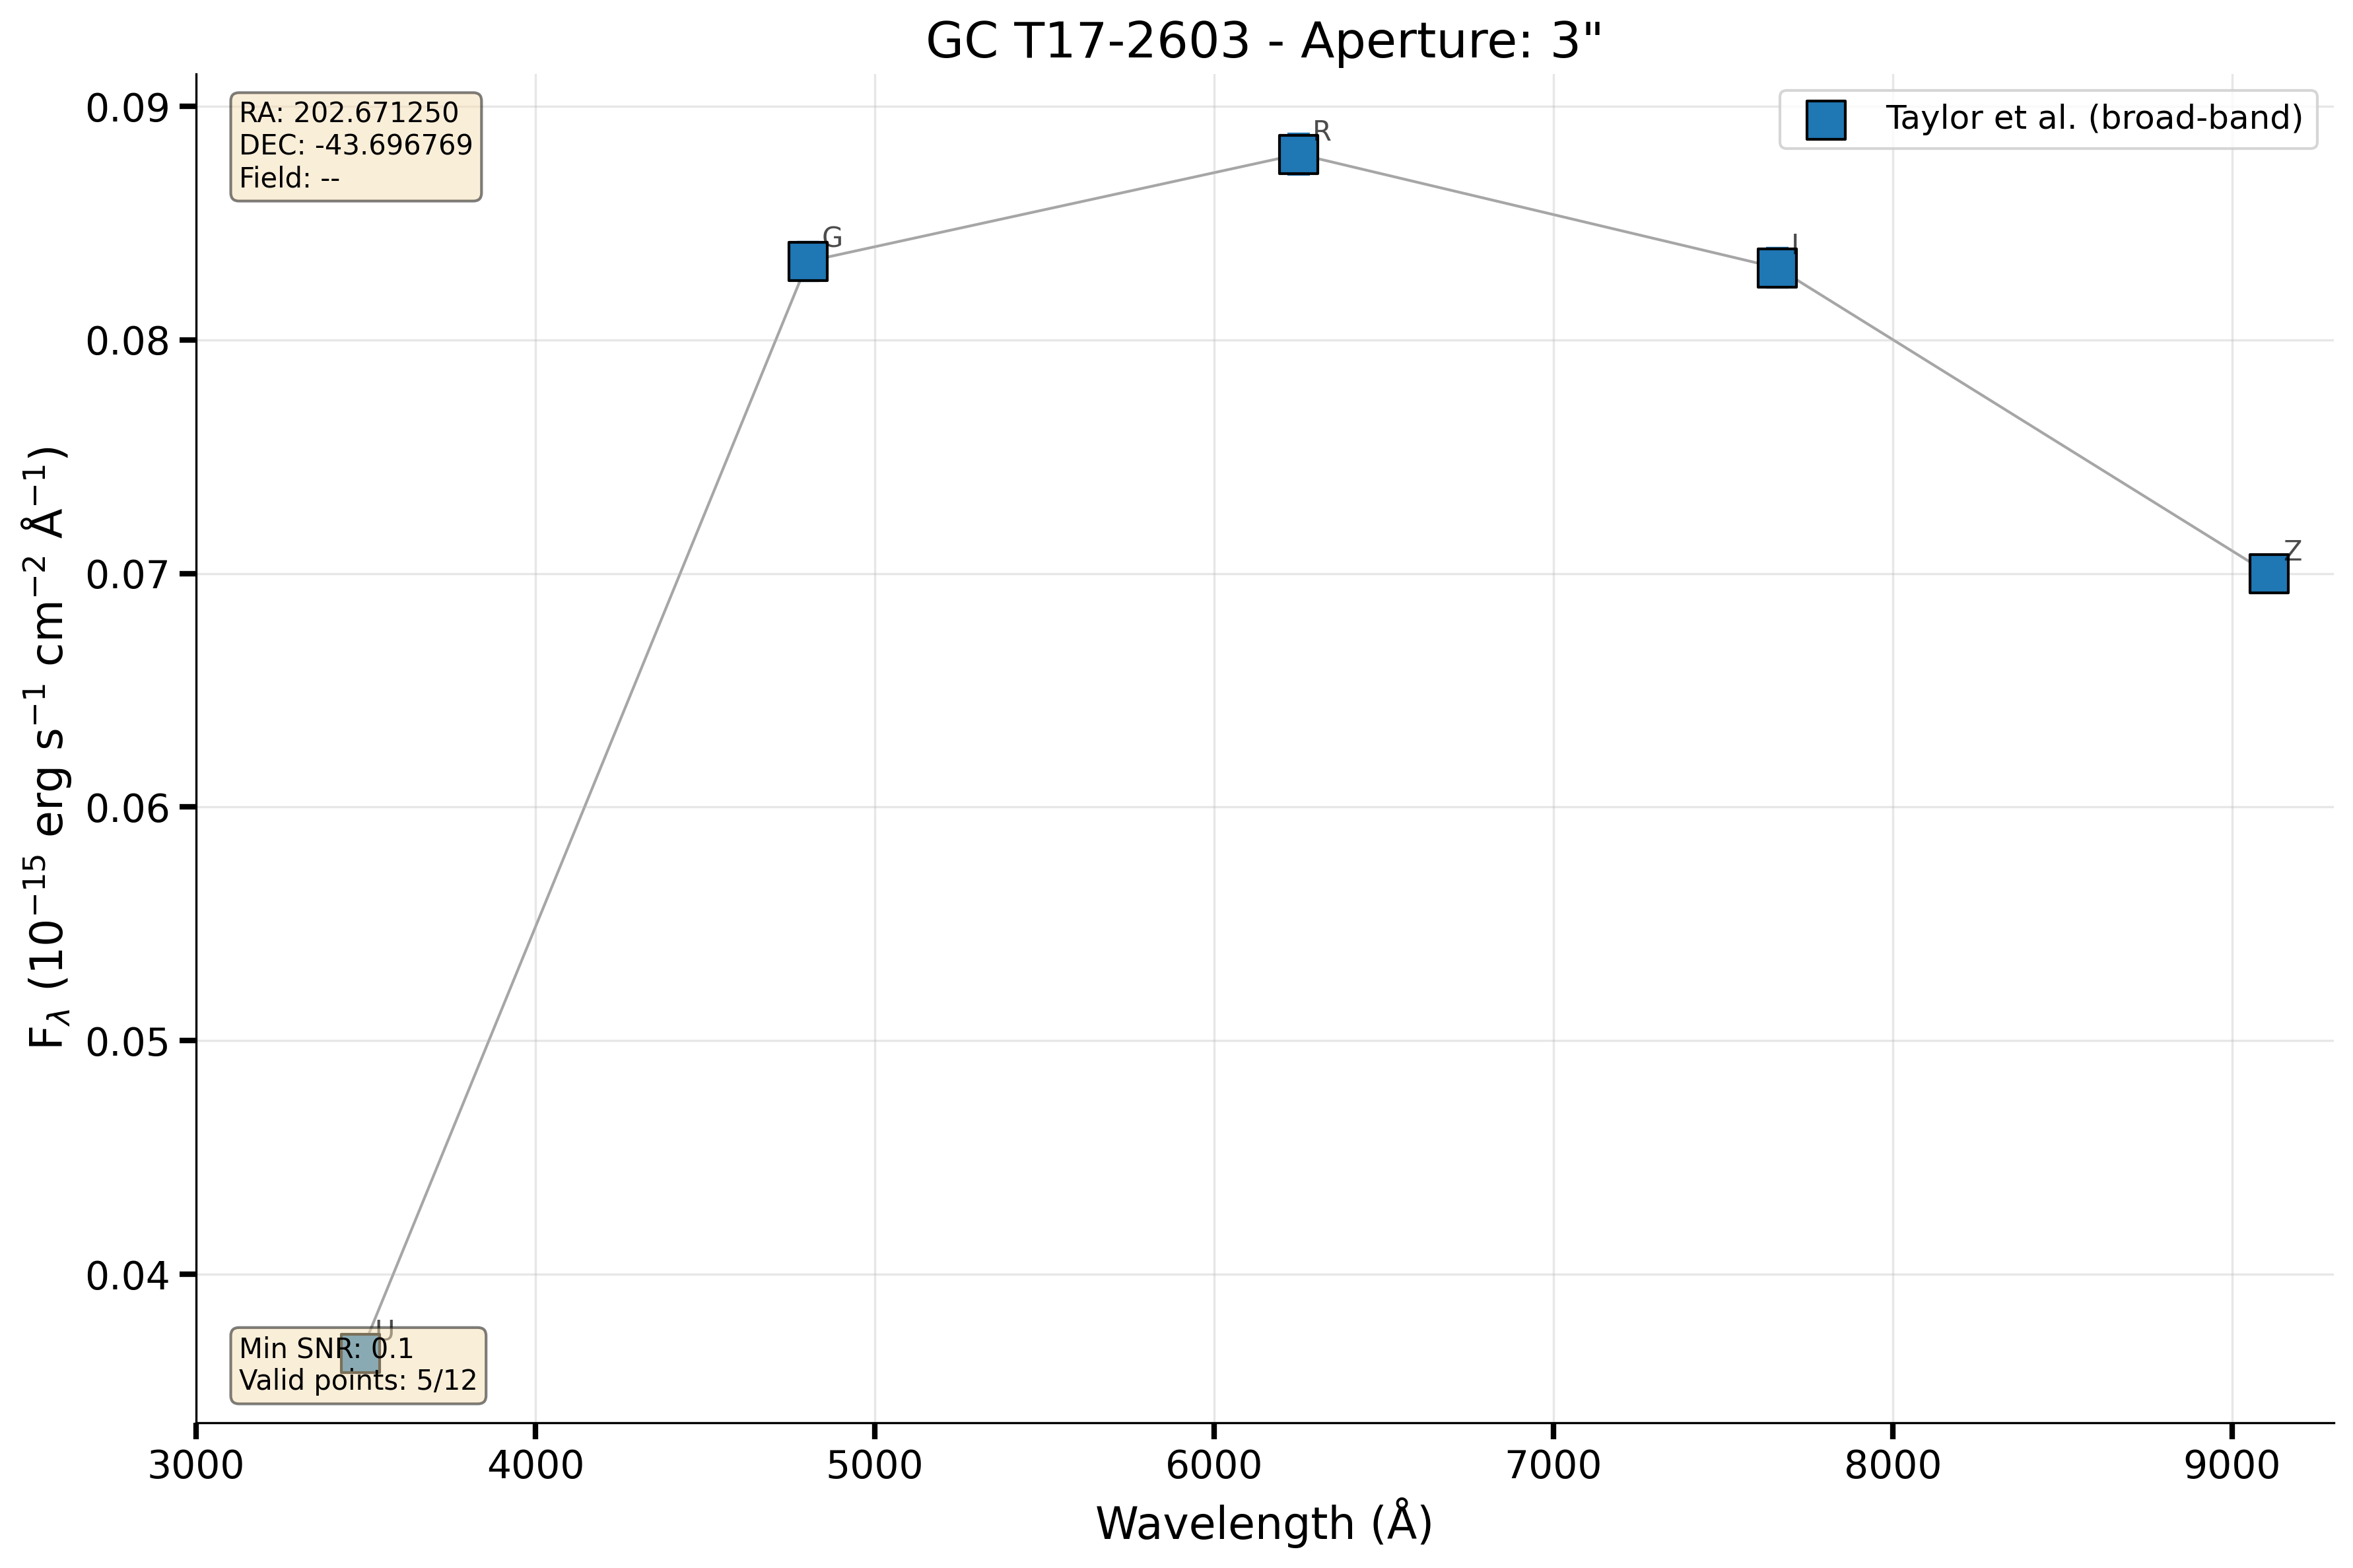 GC T17-2603 - Aperture: 3"
RA: 202.671250
DEC: -43.696769
Field: --
Taylor et al. (broad-band)
R
G
I
Z
U
0.09
0.08
0.07
0.06
0.05
0.04
Fλ (10⁻¹⁵ erg s⁻¹ cm⁻² Å⁻¹)
Min SNR: 0.1
Valid points: 5/12
3000 4000 5000 6000 7000 8000 9000
Wavelength (Å)